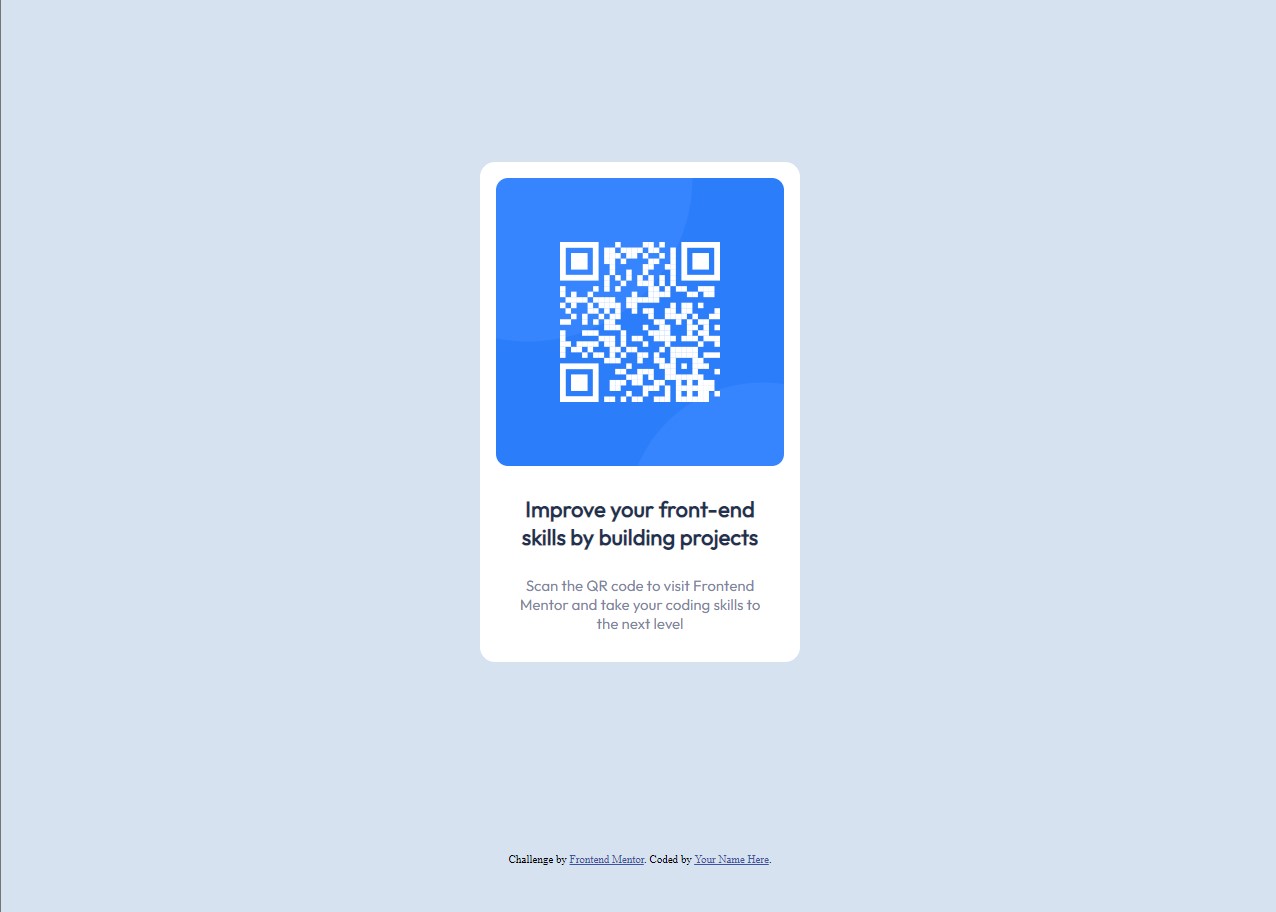 Improve your front-end
skills by building projects
Scan the QR code to visit Frontend
Mentor and take your coding skills to
the next level
Challenge by Frontend Mentor. Coded by Your Name Here.